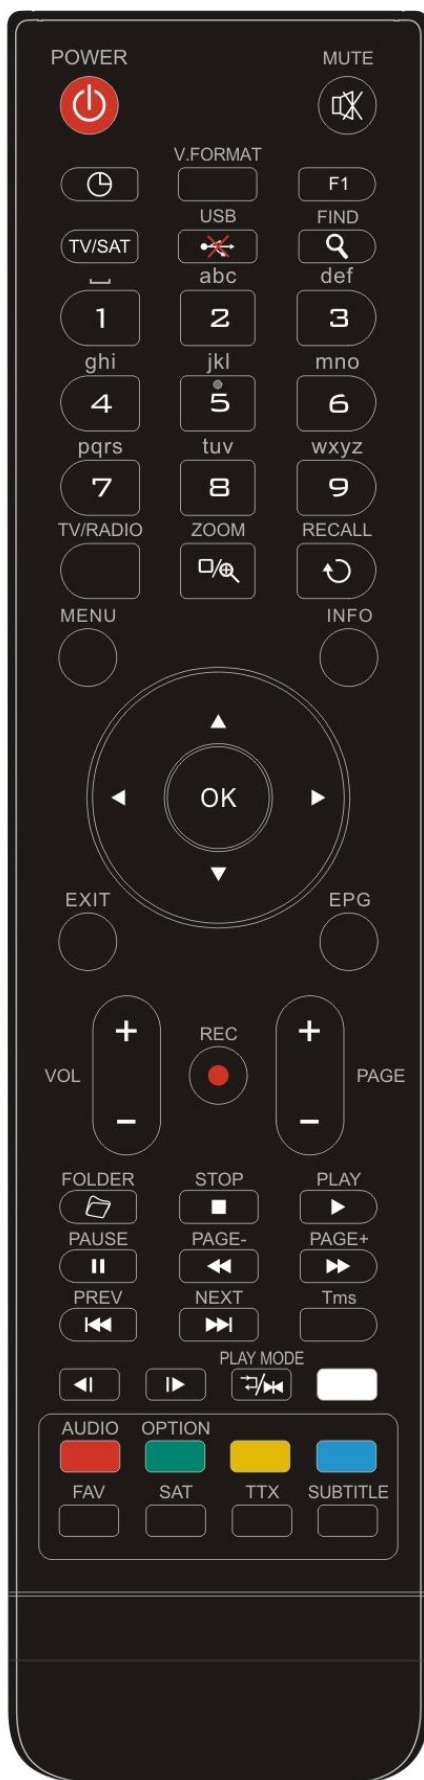 POWER MUTE
V.FORMAT
F1
USB FIND
TV/SAT
abc def
1 2 3
ghi jkl mno
4 5 6
pqrs tuv wxyz
7 8 9
TV/RADIO ZOOM RECALL
MENU INFO
OK
EXIT EPG
+ +
REC
VOL PAGE
- -
FOLDER STOP PLAY
PAUSE PAGE- PAGE+
PREV NEXT Tms
PLAY MODE
AUDIO OPTION
FAV SAT TTX SUBTITLE